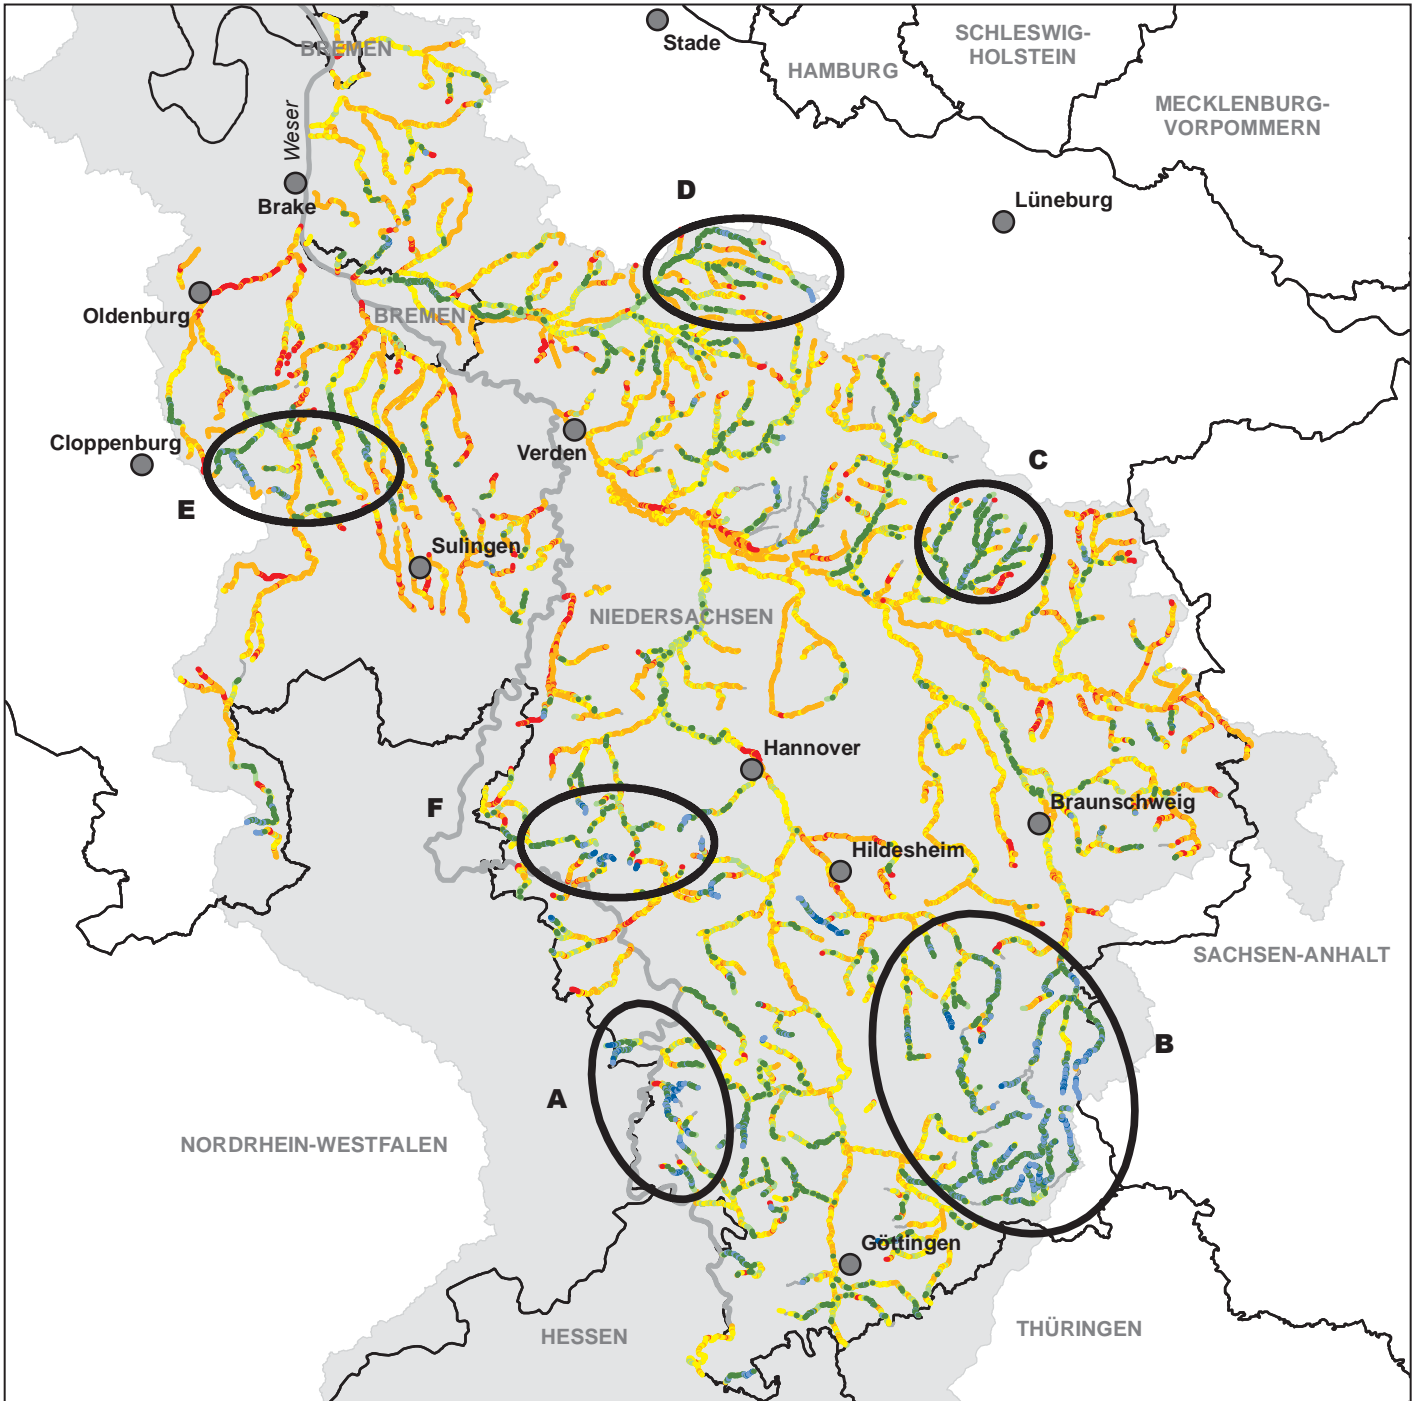 BREMEN
Stade
SCHLESWIG-
HOLSTEIN
HAMBURG
MECKLENBURG-
VORPOMMERN
Weser
Brake
D
Lüneburg
Oldenburg
BREMEN
Cloppenburg
Verden
C
E
Sulingen
NIEDERSACHSEN
Hannover
F
Braunschweig
Hildesheim
SACHSEN-ANHALT
A
B
NORDRHEIN-WESTFALEN
Göttingen
HESSEN
THÜRINGEN